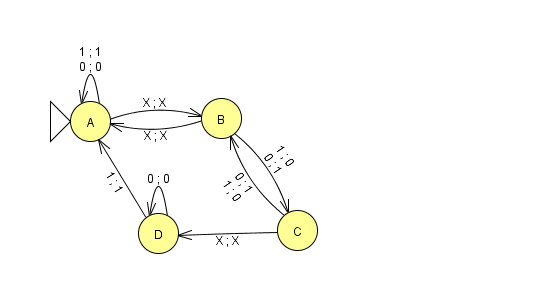 1 ; 1
0 ; 0
A
X ; X
X ; X
B
1 ; 0
0 ; 1
0 ; 1
1 ; 0
1 ; 1
0 ; 0
D
X ; X
C